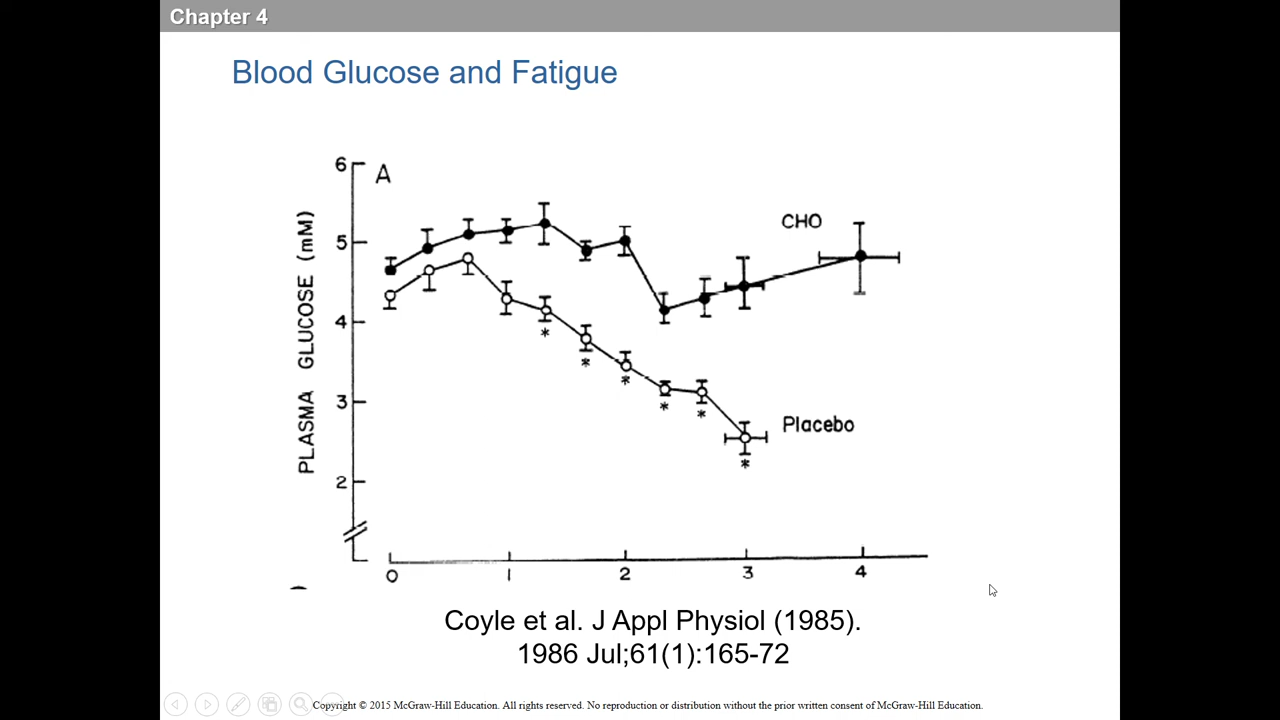 Chapter 4
Blood Glucose and Fatigue
A
6
5
4
3
2
PLASMA GLUCOSE (mM)
CHO
Placebo
*
*
*
*
*
*
0
1
2
3
4
Coyle et al. J Appl Physiol (1985).
1986 Jul;61(1):165-72
Copyright © 2015 McGraw-Hill Education. All rights reserved. No reproduction or distribution without the prior written consent of McGraw-Hill Education.